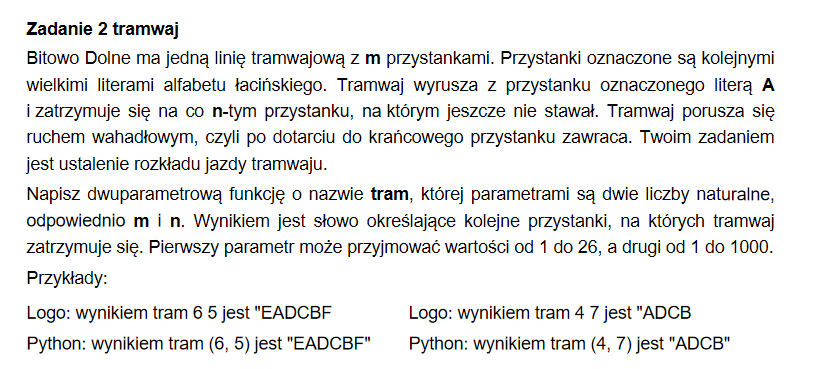 Zadanie 2 tramwaj
Bitowo Dolne ma jedną linię tramwajową z m przystankami. Przystanki oznaczone są kolejnymi
wielkimi literami alfabetu łacińskiego. Tramwaj wyrusza z przystanku oznaczonego literą A
i zatrzymuje się na co n-tym przystanku, na którym jeszcze nie stawał. Tramwaj porusza się
ruchem wahadłowym, czyli po dotarciu do krańcowego przystanku zawraca. Twoim zadaniem
jest ustalenie rozkładu jazdy tramwaju.
Napisz dwuparametrową funkcję o nazwie tram, której parametrami są dwie liczby naturalne,
odpowiednio m i n. Wynikiem jest słowo określające kolejne przystanki, na których tramwaj
zatrzymuje się. Pierwszy parametr może przyjmować wartości od 1 do 26, a drugi od 1 do 1000.
Przykłady:
Logo: wynikiem tram 6 5 jest "EADCBF
Logo: wynikiem tram 4 7 jest "ADCB
Python: wynikiem tram (6, 5) jest "EADCBF"
Python: wynikiem tram (4, 7) jest "ADCB"